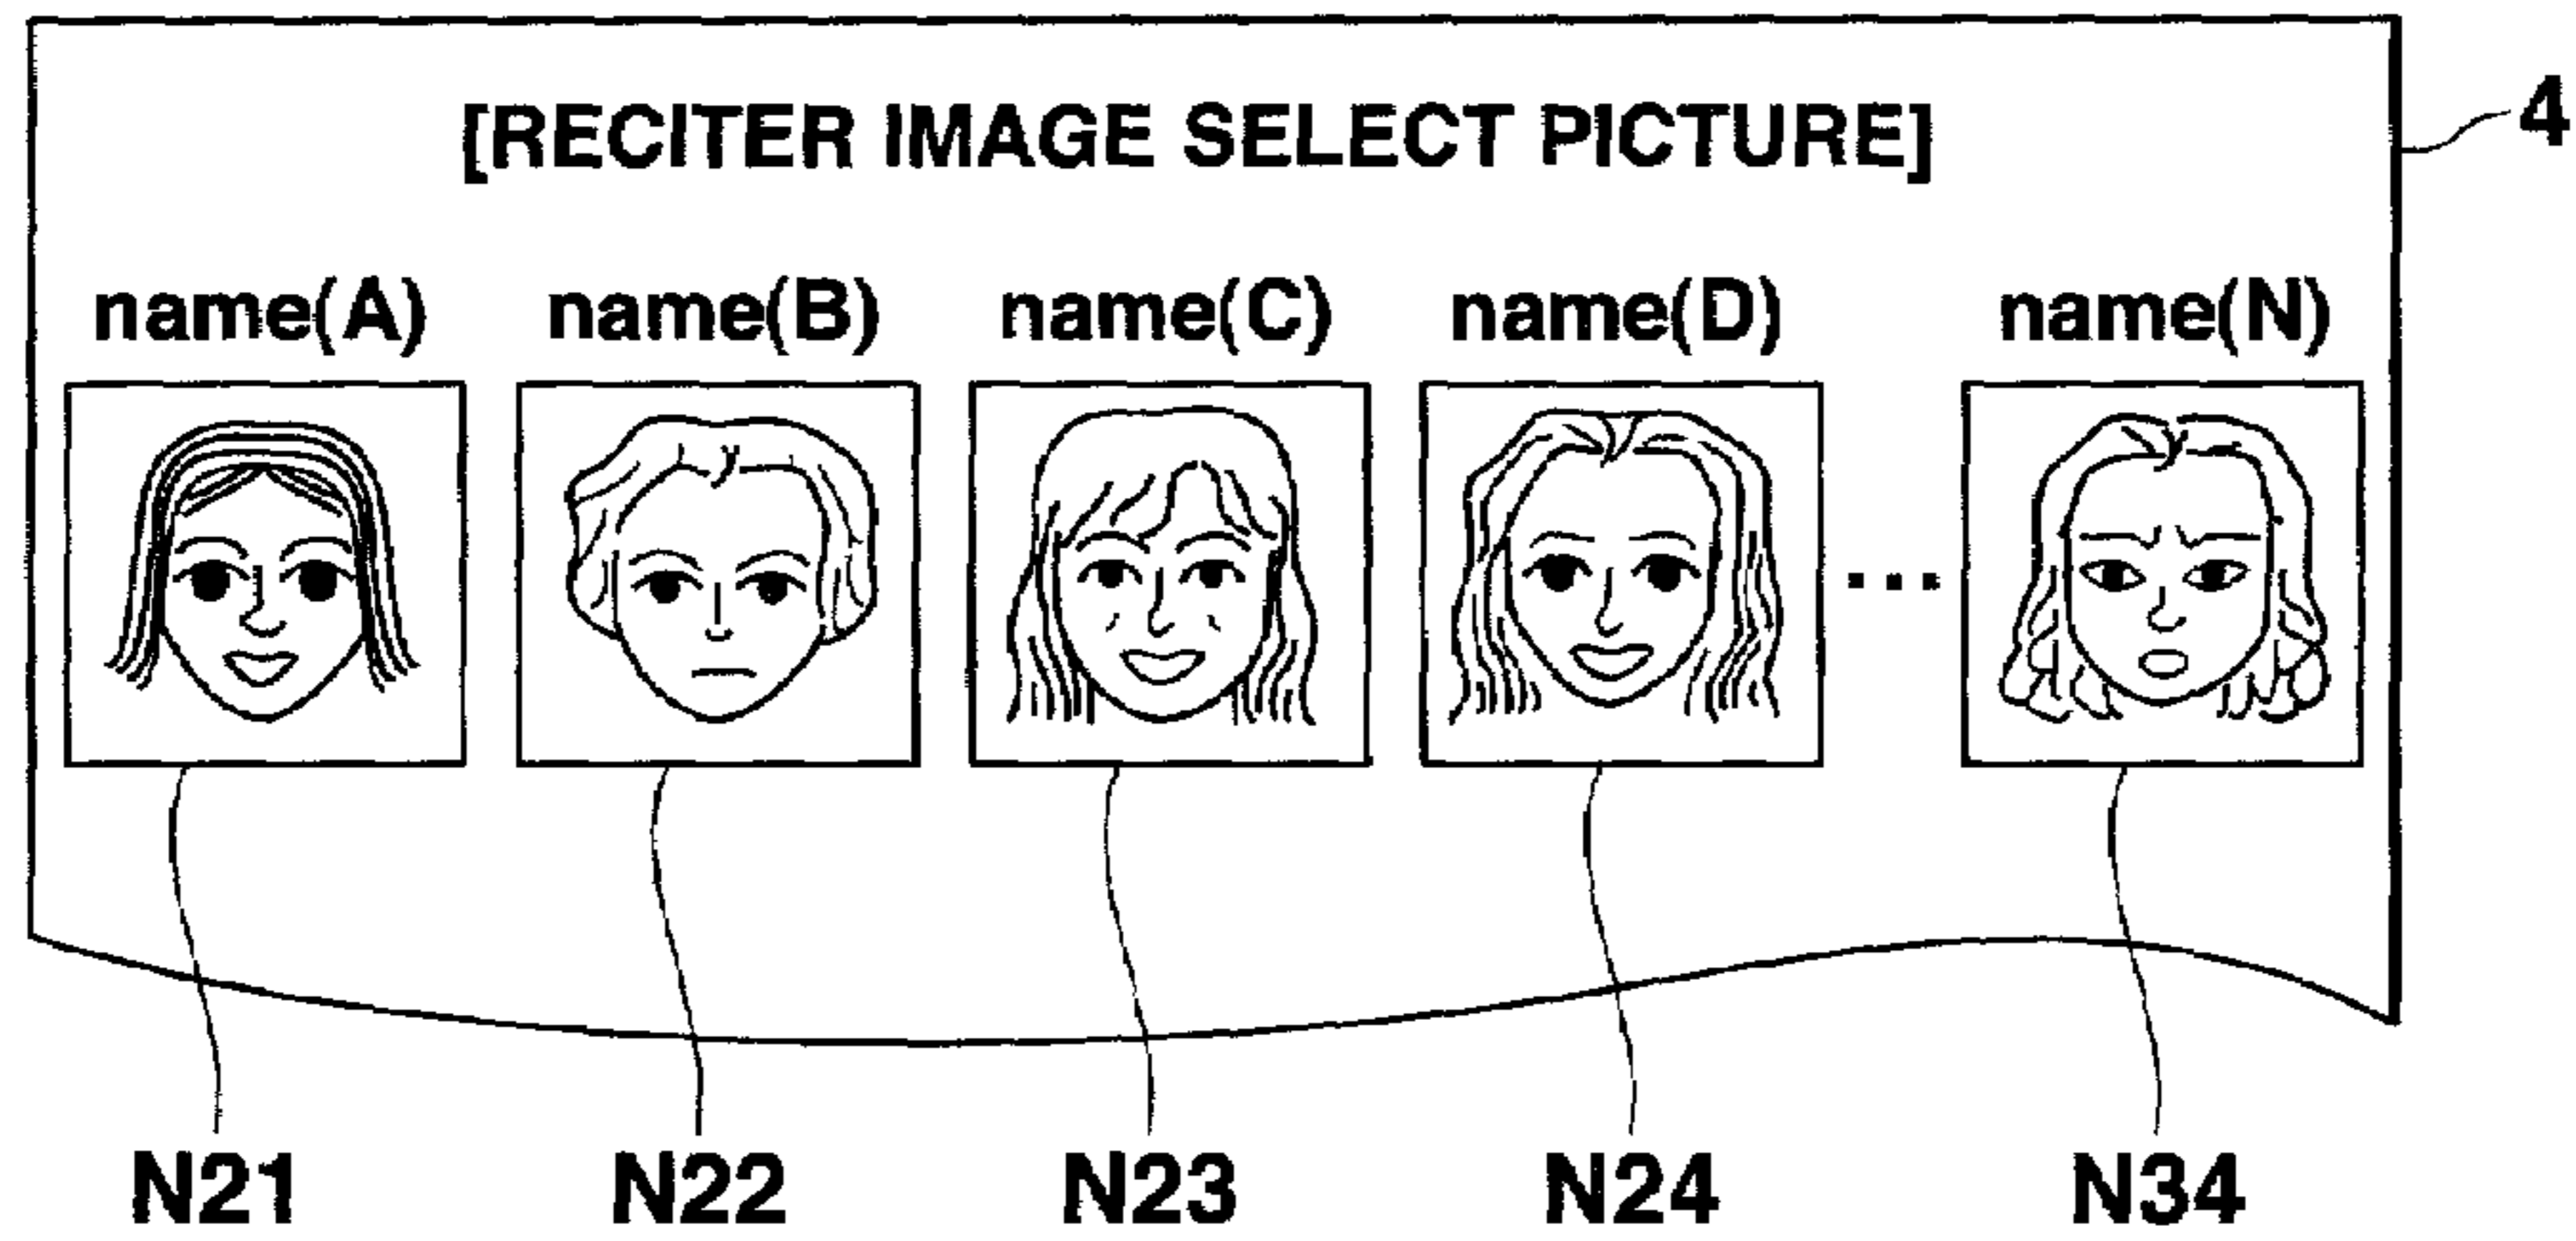 4
[RECITER IMAGE SELECT PICTURE]
name(A) name(B) name(C) name(D) name(N)
...
N21 N22 N23 N24 N34